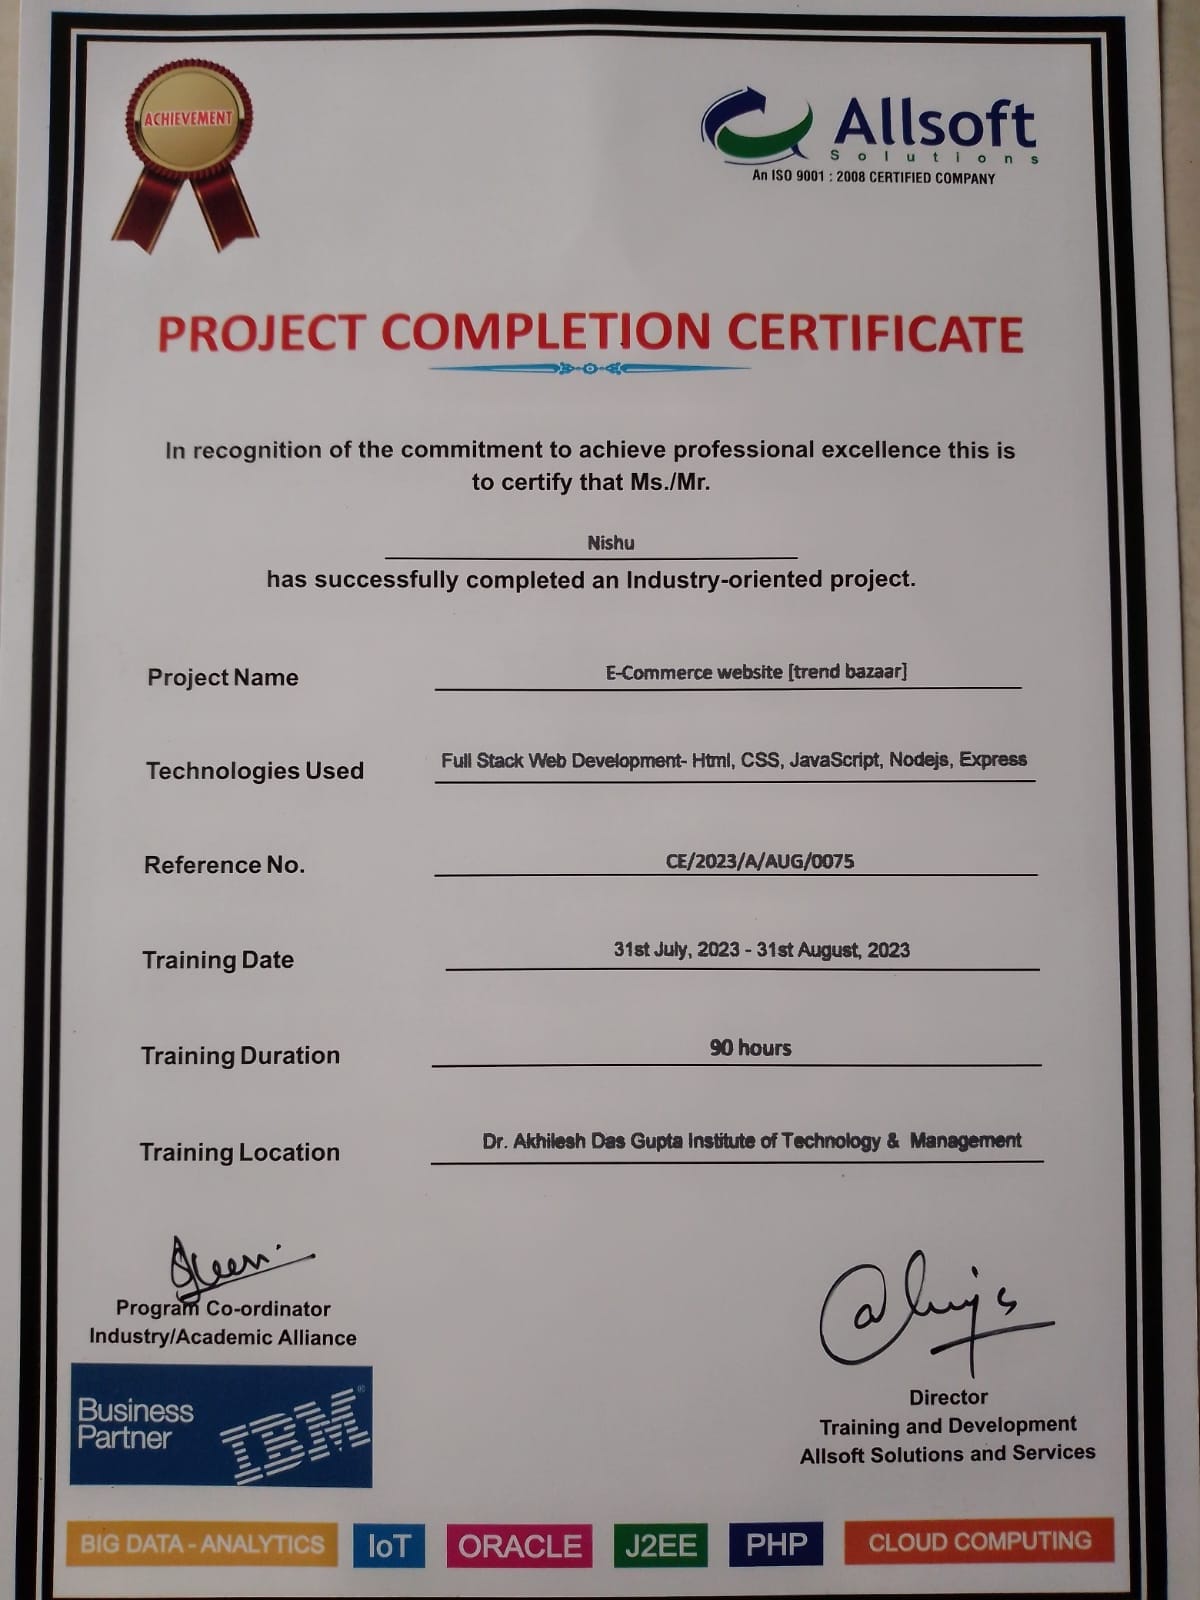 ACHIEVEMENT
Allsoft
Solutions
An ISO 9001 : 2008 CERTIFIED COMPANY
PROJECT COMPLETION CERTIFICATE
In recognition of the commitment to achieve professional excellence this is
to certify that Ms./Mr.
Nishu
has successfully completed an Industry-oriented project.
Project Name E-Commerce website [trend bazaar]
Technologies Used Full Stack Web Development- Html, CSS, JavaScript, Nodejs, Express
Reference No. CE/2023/A/AUG/0075
Training Date 31st July, 2023 - 31st August, 2023
Training Duration 90 hours
Training Location Dr. Akhilesh Das Gupta Institute of Technology & Management
Program Co-ordinator
Industry/Academic Alliance
Business
Partner
IBM®
Director
Training and Development
Allsoft Solutions and Services
BIG DATA - ANALYTICS IoT ORACLE J2EE PHP CLOUD COMPUTING